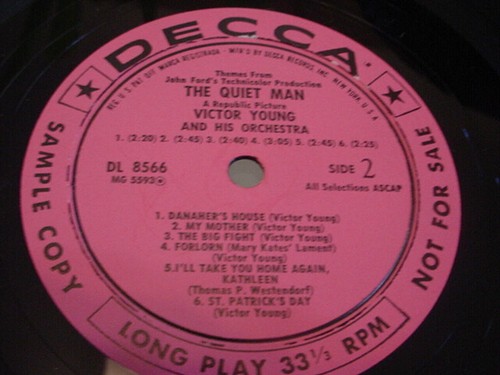 DECCA
REG. U.S. PAT. OFF. MARCA REGISTRADA · MF'D BY DECCA RECORDS, INC., NEW YORK U.S.A.
Themes From
John Ford's Technicolor Production
THE QUIET MAN
A Republic Picture
VICTOR YOUNG
AND HIS ORCHESTRA
1. (2:20) 2. (2:45) 3. (2:40) 4. (3:05) 5. (2:45) 6. (2:25)
DL 8566
MG 5593
SIDE 2
All Selections ASCAP
1. DANAHER'S HOUSE (Victor Young)
2. MY MOTHER (Victor Young)
3. THE BIG FIGHT (Victor Young)
4. FORLORN (Mary Kates' Lament)
(Victor Young)
5.I'LL TAKE YOU HOME AGAIN,
KATHLEEN
(Thomas P. Westendorf)
6. ST. PATRICK'S DAY
(Victor Young)
SAMPLE COPY
NOT FOR SALE
LONG PLAY 33 1/3 RPM